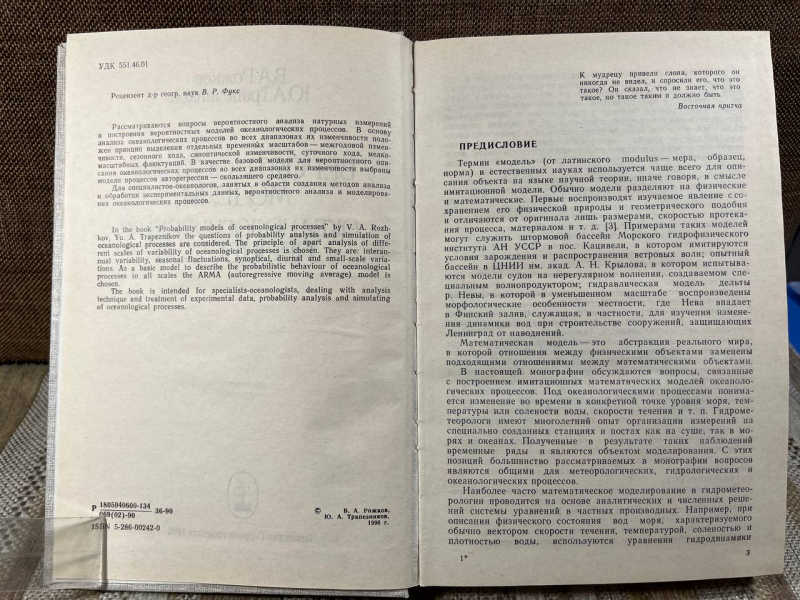 УДК 551.46.01
Рецензент д-р геогр. наук В. Р. Фукс
Рассматриваются вопросы вероятного анализа натурных измерений
и построения вероятностных моделей океанологических процессов. В основу
анализа океанологических процессов во всех диапазонах их изменчивости поло-
жен принцип выделения отдельных временных масштабов — межгодовой измен-
чивости, сезонного хода, синоптической изменчивости, суточного хода, мелко-
масштабных флюктуаций. В качестве базовой модели для вероятностного опи-
сания океанологических процессов во всех диапазонах их изменчивости выбраны
модели процесса авторегрессии — скользящего среднего.
Для специалистов-океанологов, занятых в области создания методов анализа
и обработки экспериментальных данных, вероятностного анализа и моделирова-
ния океанологических процессов.
In the book "Probability models of oceanological processes" by V. A. Rozh-
kov, Yu. A. Trapeznikov the questions of probability analysis and simulation of
oceanological processes are considered. The principle of apart analysis of diffe-
rent scales of variability of oceanological processes is chosen. They are: interan-
nual variability, seasonal fluctuations, synoptical, diurnal and small-scale varia-
tions. As a basic model to describe the probabilistic behaviour of oceanological
processes in all scales the ARMA (autoregressive moving average) model is
chosen.
The book is intended for specialists-oceanologists, dealing with analysis
technique and treatment of experimental data, probability analysis and simulating
of oceanological processes.
Р 1805040600-134
069(02)-90 36-90
ISBN 5-286-00242-0
© В. А. Рожков,
Ю. А. Трапезников,
1990 г.
К мудрецу привели слона, которого он
никогда не видел, и спросили его, что это
такое? Он сказал, что не знает, что это
такое, но такое таким и должно быть.
Восточная притча
ПРЕДИСЛОВИЕ
Термин «модель» (от латинского modulus — мера, образец,
норма) в естественных науках используется чаще всего для опи-
сания объекта на языке научной теории, иначе говоря, в смысле
имитационной модели. Обычно модели разделяют на физические
и математические. Первые воспроизводят изучаемое явление с со-
хранением его физической природы и геометрического подобия
и отличаются от оригинала лишь размерами, скоростью протека-
ния процесса, материалом и т. д. [3]. Примерами таких моделей
могут служить штормовой бассейн Морского гидрофизического
института АН УССР в пос. Кацивели, в котором имитируются
условия зарождения и распространения ветровых волн; опытный
бассейн в ЦНИИ им. акад. А. Н. Крылова, в котором испытыва-
ются модели судов на нерегулярном волнении, создаваемом спе-
циальным волнопродуктором; гидравлическая модель дельты
р. Невы, в которой в уменьшенном масштабе воспроизведены
морфологические особенности местности, где Нева впадает
в Финский залив, служащая, в частности, для изучения измене-
ния динамики вод при строительстве сооружений, защищающих
Ленинград от наводнений.
Математическая модель — это абстракция реального мира,
в которой отношения между физическими объектами заменены
подходящими отношениями между математическими объектами.
В настоящей монографии обсуждаются вопросы, связанные
с построением имитационных математических моделей океаноло-
гических процессов. Под океанологическими процессами понима-
ется изменение во времени в конкретной точке уровня моря, тем-
пературы или солености воды, скорости течения и т. п. Гидроме-
теорологи имеют многолетний опыт организации измерений на
специально созданных станциях и постах как на суше, так в мо-
рях и океанах. Полученные в результате таких наблюдений
временные ряды и являются объектом моделирования. С этих
позиций большинство рассматриваемых в монографии вопросов
являются общими для метеорологических, гидрологических и
океанологических процессов.
Наиболее часто математическое моделирование в гидрометео-
рологии проводится на основе аналитических и численных реше-
ний системы уравнений в частных производных. Например, при
описании физического состояния вод моря, характеризуемого
обычно вектором скорости течения, температурой, соленостью и
плотностью воды, используются уравнения гидродинамики
1*
3